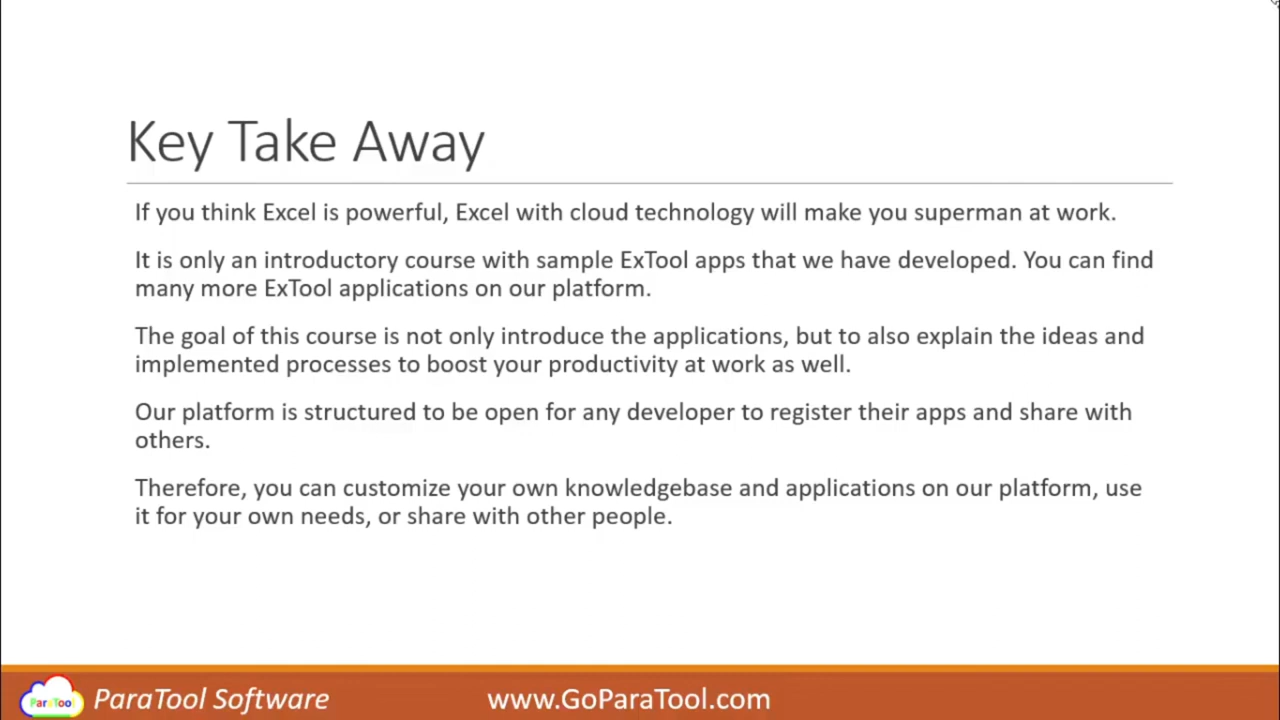 Key Take Away
If you think Excel is powerful, Excel with cloud technology will make you superman at work.
It is only an introductory course with sample ExTool apps that we have developed. You can find
many more ExTool applications on our platform.
The goal of this course is not only introduce the applications, but to also explain the ideas and
implemented processes to boost your productivity at work as well.
Our platform is structured to be open for any developer to register their apps and share with
others.
Therefore, you can customize your own knowledgebase and applications on our platform, use
it for your own needs, or share with other people.
ParaTool
ParaTool Software
www.GoParaTool.com